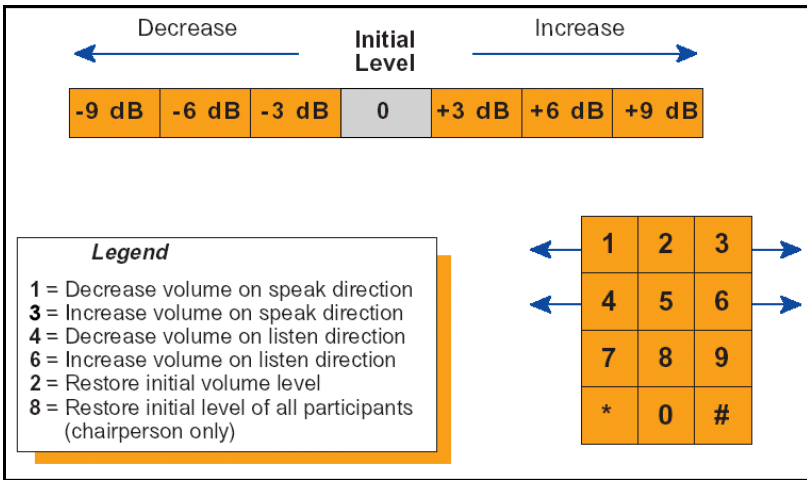 Decrease
Initial
Level
Increase
-9 dB -6 dB -3 dB 0 +3 dB +6 dB +9 dB
Legend
1 = Decrease volume on speak direction
3 = Increase volume on speak direction
4 = Decrease volume on listen direction
6 = Increase volume on listen direction
2 = Restore initial volume level
8 = Restore initial level of all participants
(chairperson only)
1 2 3
4 5 6
7 8 9
* 0 #